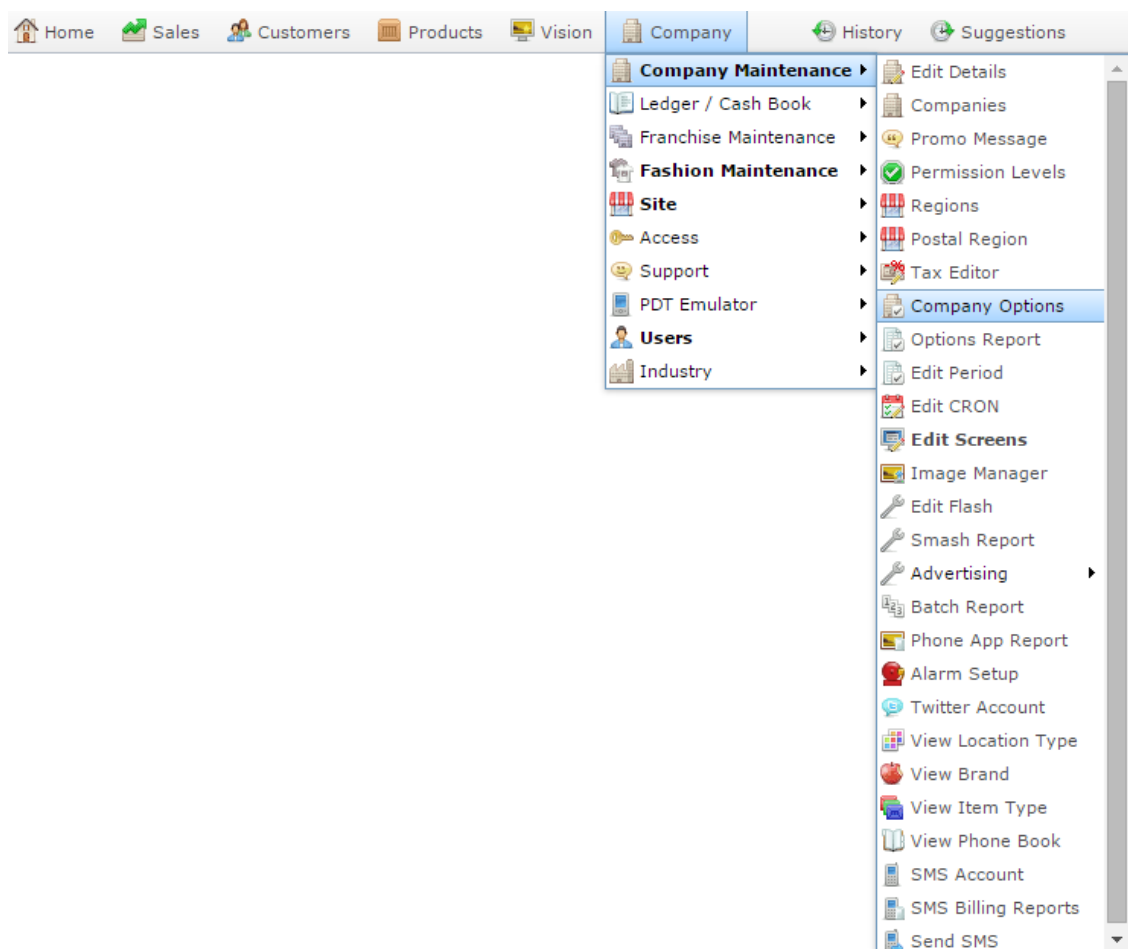 Home Sales Customers Products Vision Company History Suggestions
Company Maintenance
Ledger / Cash Book
Franchise Maintenance
Fashion Maintenance
Site
Access
Support
PDT Emulator
Users
Industry
Edit Details
Companies
Promo Message
Permission Levels
Regions
Postal Region
Tax Editor
Company Options
Options Report
Edit Period
Edit CRON
Edit Screens
Image Manager
Edit Flash
Smash Report
Advertising
Batch Report
Phone App Report
Alarm Setup
Twitter Account
View Location Type
View Brand
View Item Type
View Phone Book
SMS Account
SMS Billing Reports
Send SMS